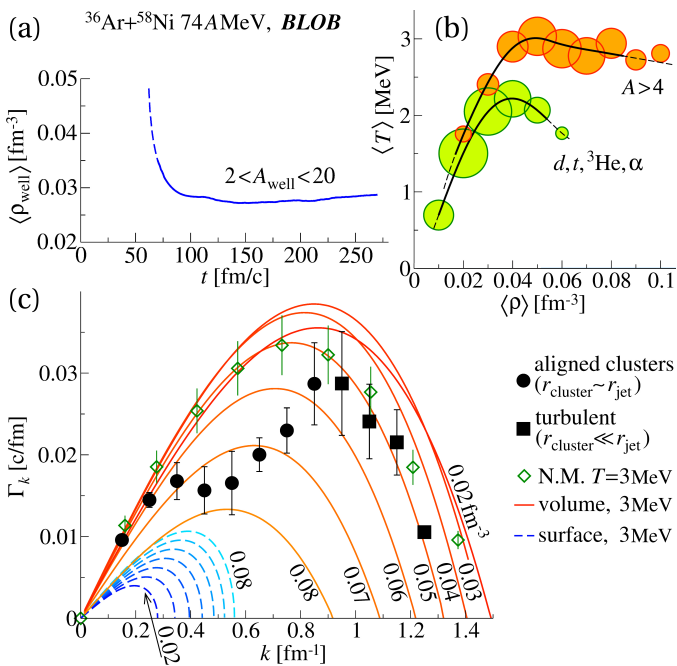 ³⁶Ar+⁵⁸Ni 74AMeV, BLOB
(a)
0.05
0.04
0.03
0.02
⟨ρwell⟩ [fm⁻³]
2<Awell<20
0 50 100 150 200 250
t [fm/c]
(b)
3
2
1
0
⟨T⟩ [MeV]
A>4
d, t, ³He, α
0.02 0.04 0.06 0.08 0.1
⟨ρ⟩ [fm⁻³]
(c)
0.03
0.02
0.01
0
Γk [c/fm]
0.02 fm⁻³
0.03
0.04
0.05
0.06
0.07
0.08
0.08
0.02
0 0.2 0.4 0.6 0.8 1 1.2 1.4
k [fm⁻¹]
aligned clusters
(rcluster~rjet)
turbulent
(rcluster≪rjet)
N.M. T=3MeV
volume, 3MeV
surface, 3MeV